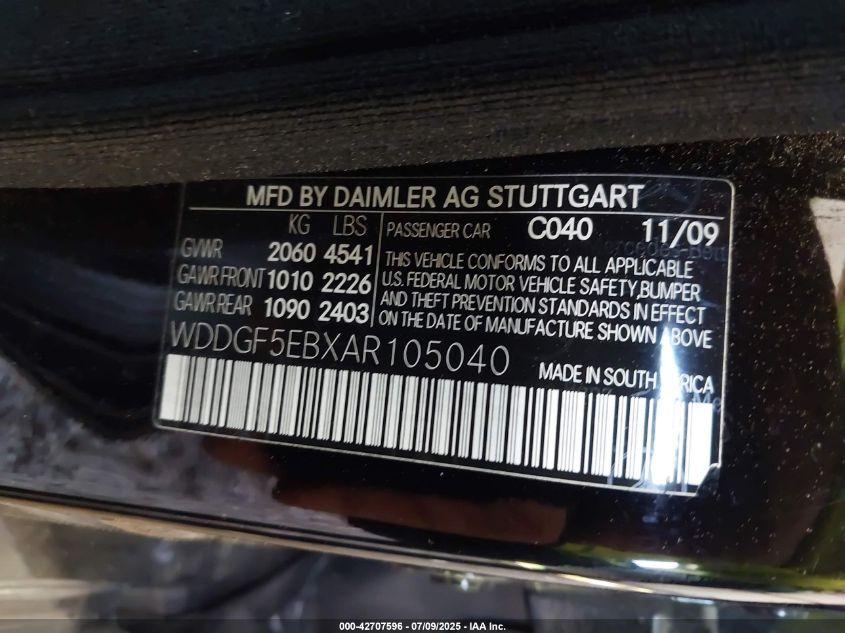 MFD BY DAIMLER AG STUTTGART
KG LBS
GVWR 2060 4541
GAWR FRONT 1010 2226
GAWR REAR 1090 2403
PASSENGER CAR C040 11/09
THIS VEHICLE CONFORMS TO ALL APPLICABLE
U.S. FEDERAL MOTOR VEHICLE SAFETY,BUMPER
AND THEFT PREVENTION STANDARDS IN EFFECT
ON THE DATE OF MANUFACTURE SHOWN ABOVE
WDDGF5EBXAR105040
MADE IN SOUTH
000-42707596 - 07/09/2025 - IAA Inc.